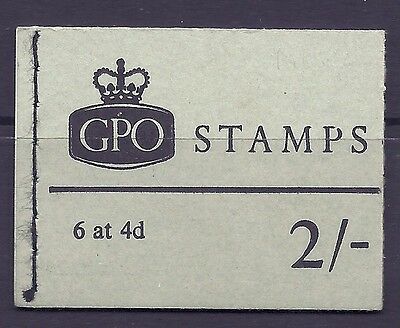 GPO STAMPS
6 at 4d 2/-